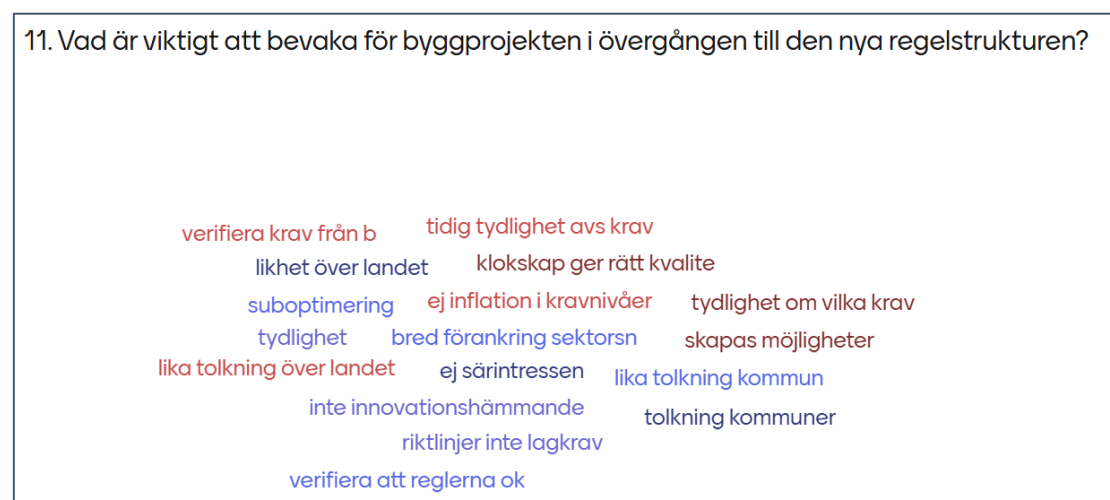 11. Vad är viktigt att bevaka för byggprojekten i övergången till den nya regelstrukturen?
verifiera krav från b
tidig tydlighet avs krav
likhet över landet
klokskap ger rätt kvalite
suboptimering
ej inflation i kravnivåer
tydlighet om vilka krav
tydlighet
bred förankring sektorsn
skapas möjligheter
lika tolkning över landet
ej särintressen
lika tolkning kommun
inte innovationshämmande
tolkning kommuner
riktlinjer inte lagkrav
verifiera att reglerna ok